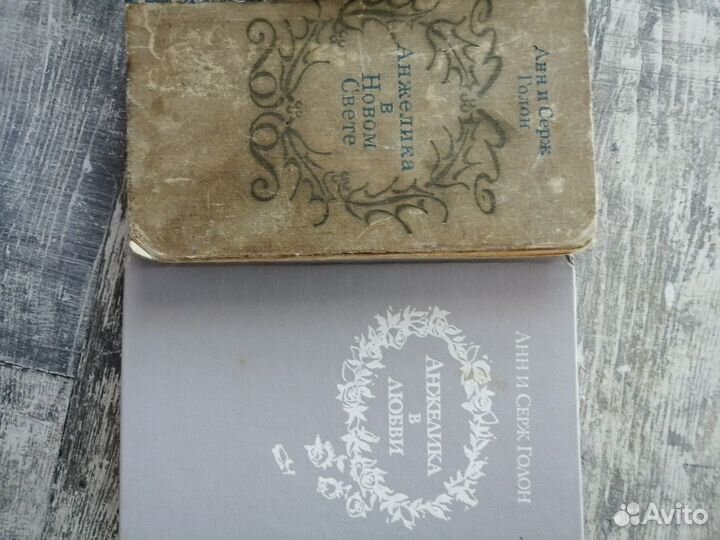 Анн и Серж
Голон
Анжелика
в
Новом
Свете
Анн и Серж Голон
Анжелика
в
любви
Avito